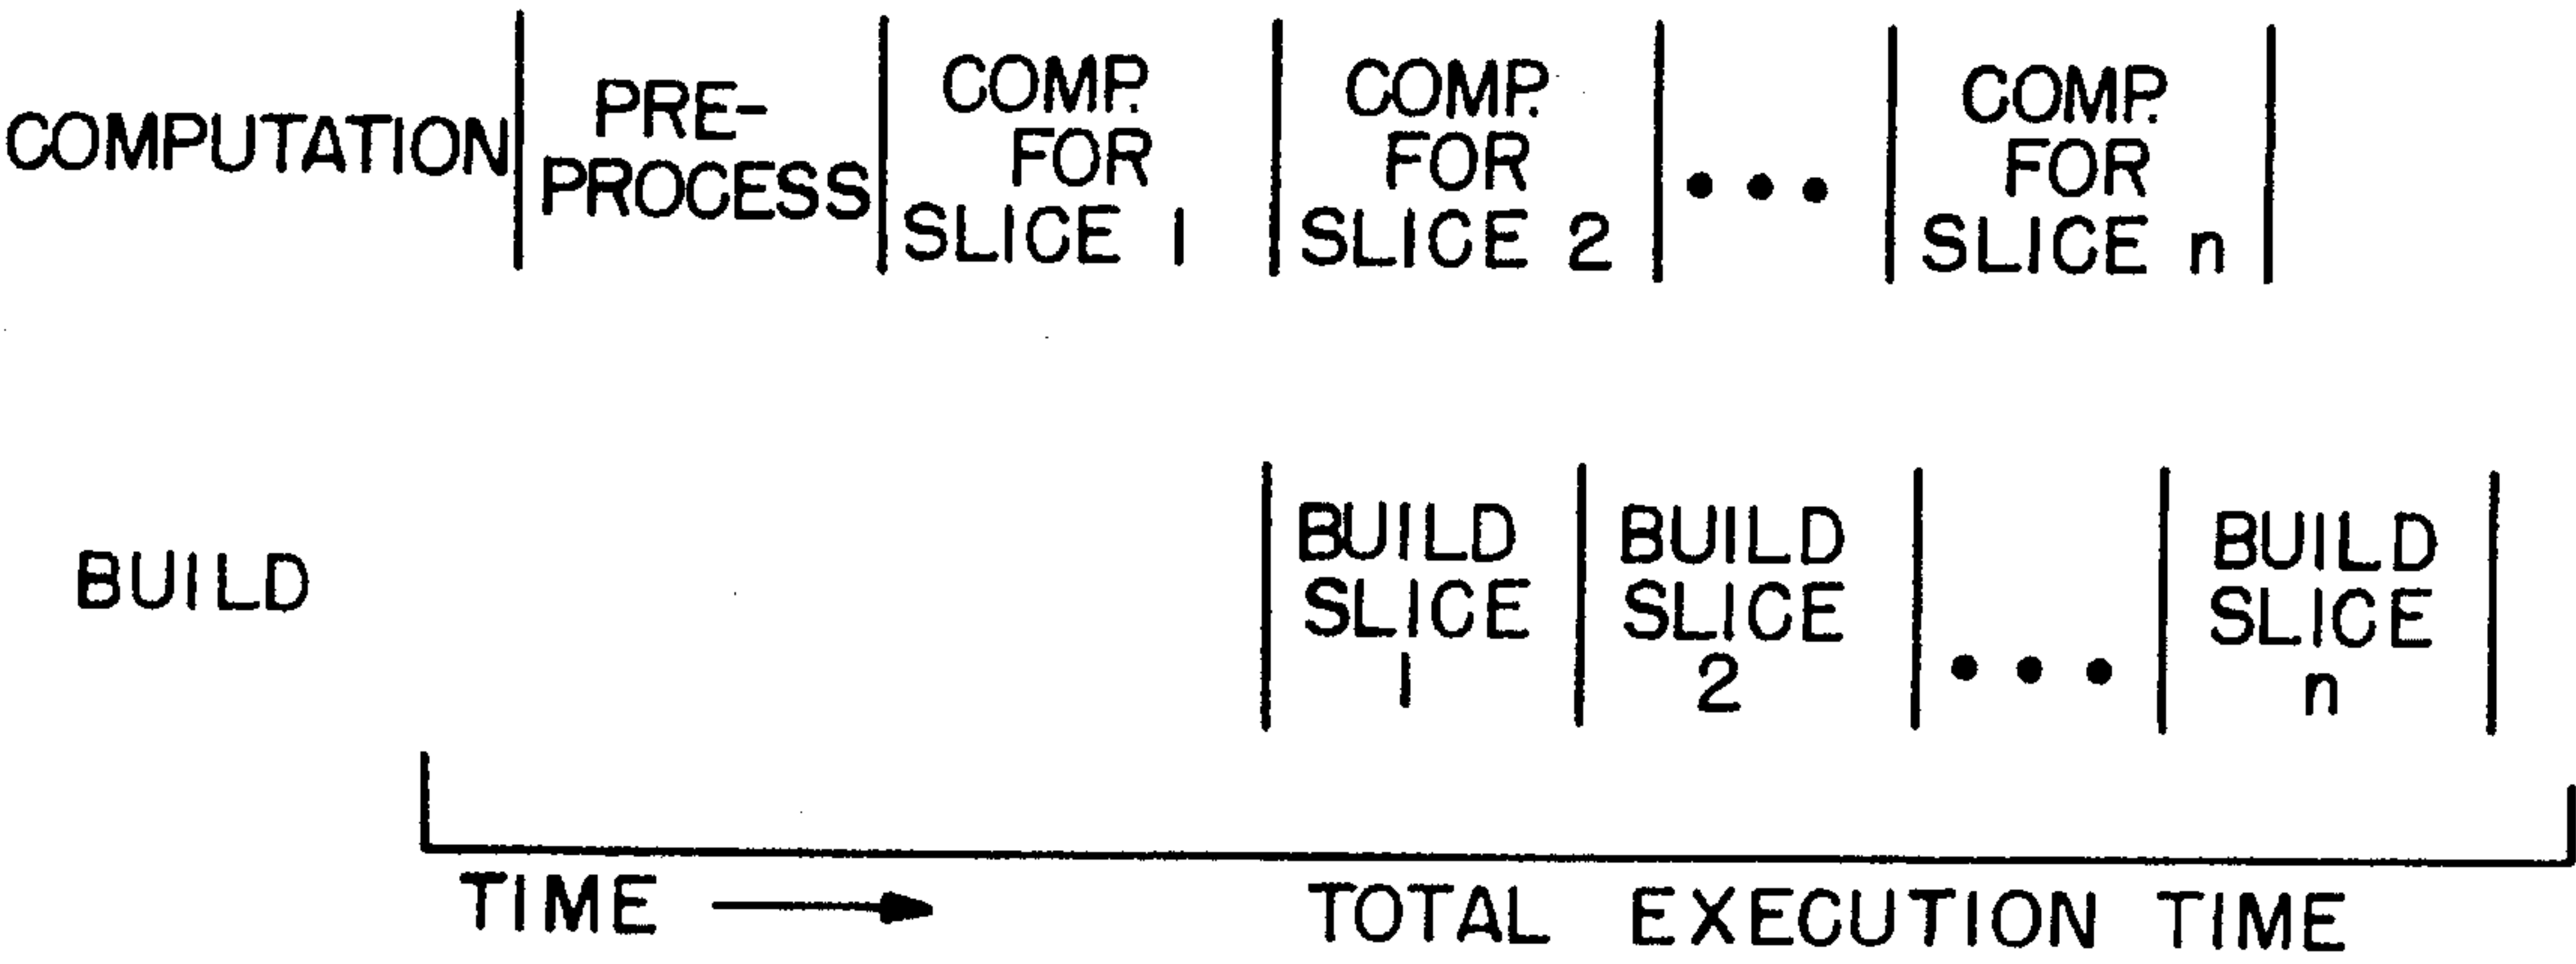 COMPUTATION
PRE-
PROCESS
COMP.
FOR
SLICE 1
COMP.
FOR
SLICE 2
•••
COMP.
FOR
SLICE n
BUILD
BUILD
SLICE
1
BUILD
SLICE
2
•••
BUILD
SLICE
n
TIME
TOTAL EXECUTION TIME